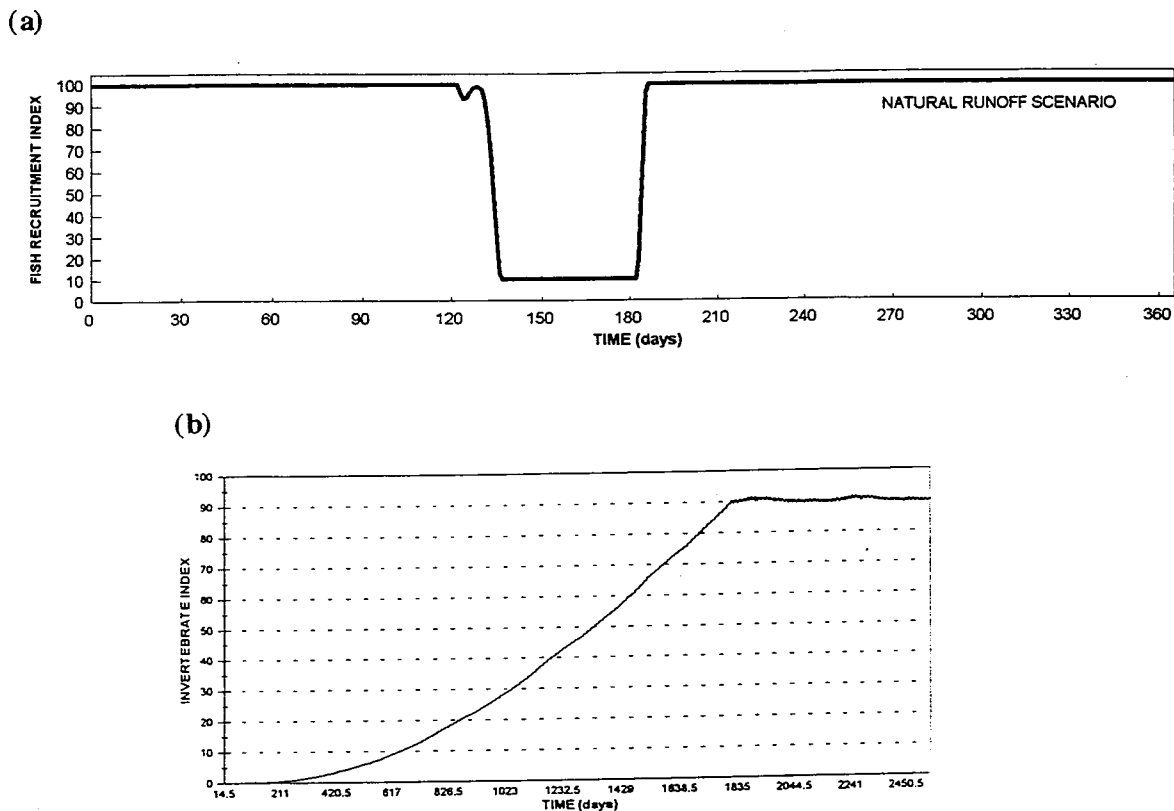 (a)
FISH RECRUITMENT INDEX
100
90
80
70
60
50
40
30
20
10
0
NATURAL RUNOFF SCENARIO
0 30 60 90 120 150 180 210 240 270 300 330 360
TIME (days)
(b)
INVERTEBRATE INDEX
100
90
80
70
60
50
40
30
20
10
0
14.5 211 420.5 617 826.5 1023 1232.5 1429 1638.5 1835 2044.5 2241 2450.5
TIME (days)